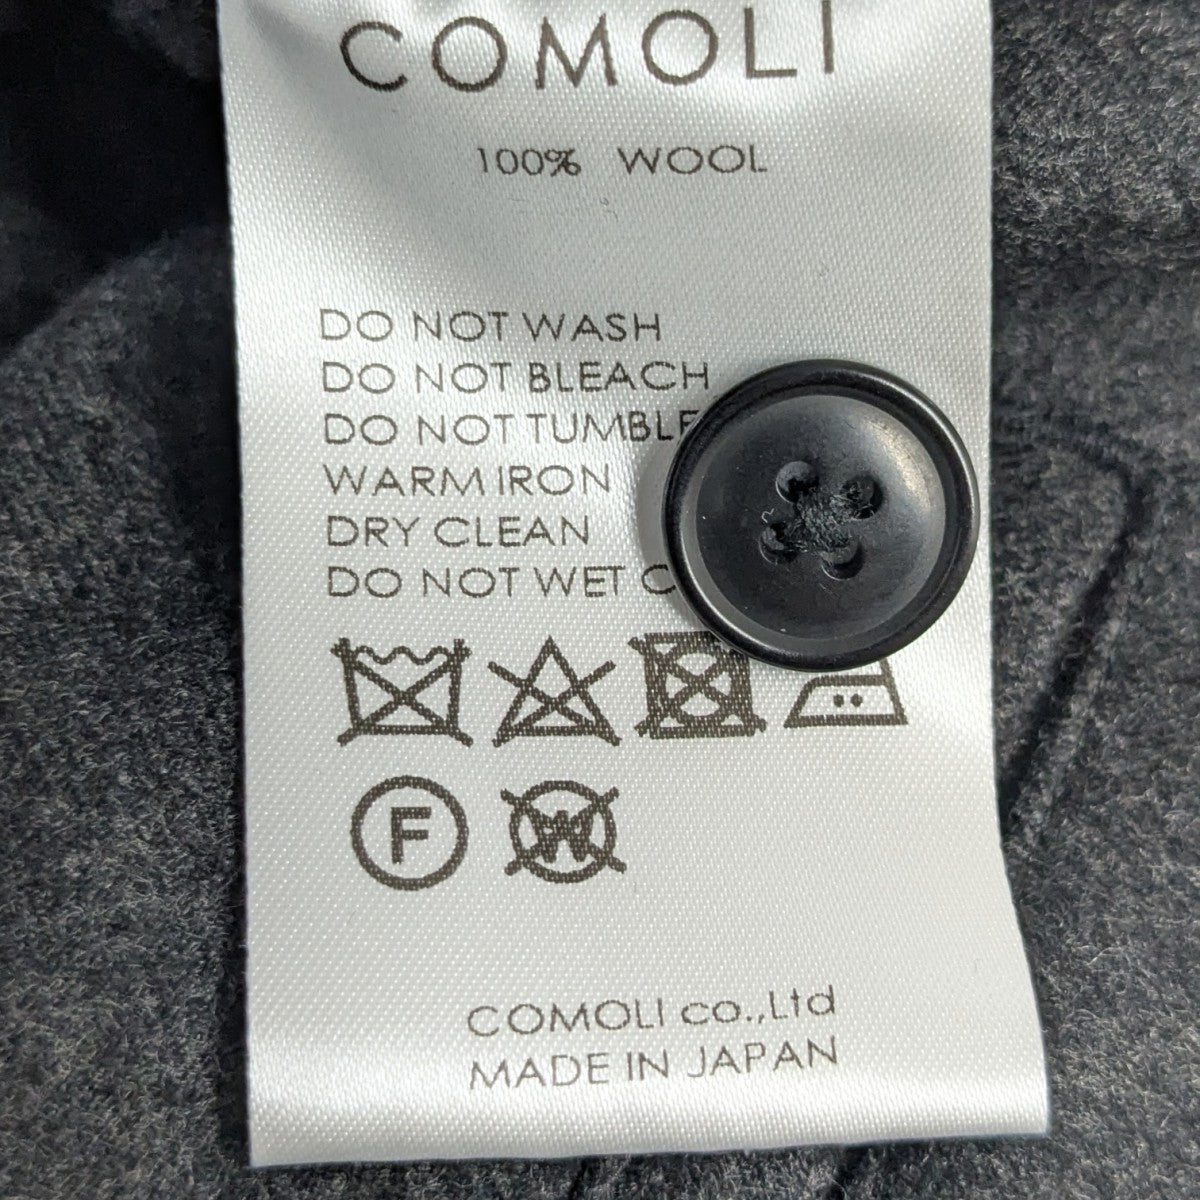 COMOLI
100% WOOL
DO NOT WASH
DO NOT BLEACH
DO NOT TUMBLE
WARM IRON
DRY CLEAN
DO NOT WET
F
W
COMOLI co.,Ltd
MADE IN JAPAN